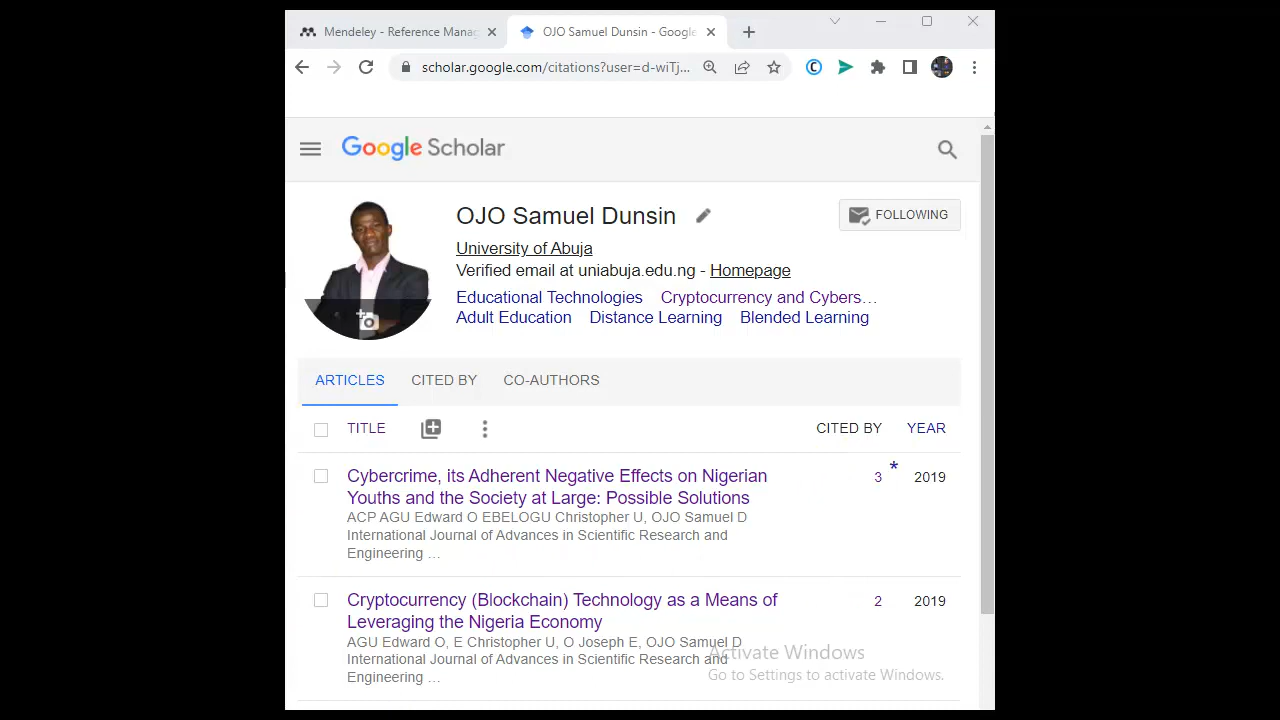 Mendeley - Reference Manag
OJO Samuel Dunsin - Google
scholar.google.com/citations?user=d-wiTj...
Google Scholar
OJO Samuel Dunsin
FOLLOWING
University of Abuja
Verified email at uniabuja.edu.ng - Homepage
Educational Technologies Cryptocurrency and Cybers...
Adult Education Distance Learning Blended Learning
ARTICLES CITED BY CO-AUTHORS
TITLE CITED BY YEAR
Cybercrime, its Adherent Negative Effects on Nigerian 3 * 2019
Youths and the Society at Large: Possible Solutions
ACP AGU Edward O EBELOGU Christopher U, OJO Samuel D
International Journal of Advances in Scientific Research and
Engineering ...
Cryptocurrency (Blockchain) Technology as a Means of 2 2019
Leveraging the Nigeria Economy
AGU Edward O, E Christopher U, O Joseph E, OJO Samuel D
International Journal of Advances in Scientific Research and
Engineering ...
Activate Windows
Go to Settings to activate Windows.